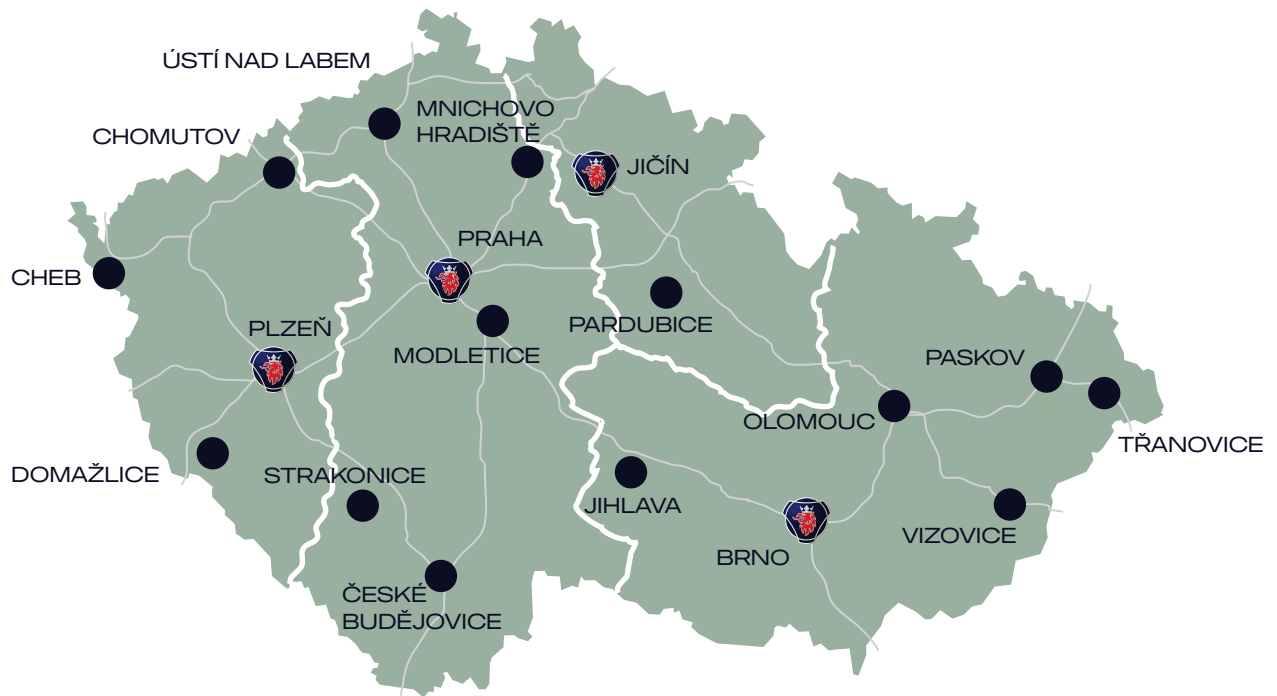 ÚSTÍ NAD LABEM
MNICHOVO
HRADIŠTĚ
CHOMUTOV
JIČÍN
PRAHA
CHEB
PLZEŇ
PARDUBICE
MODLETICE
PASKOV
OLOMOUC
TŘANOVICE
DOMAŽLICE
STRAKONICE
JIHLAVA
VIZOVICE
BRNO
ČESKÉ
BUDĚJOVICE